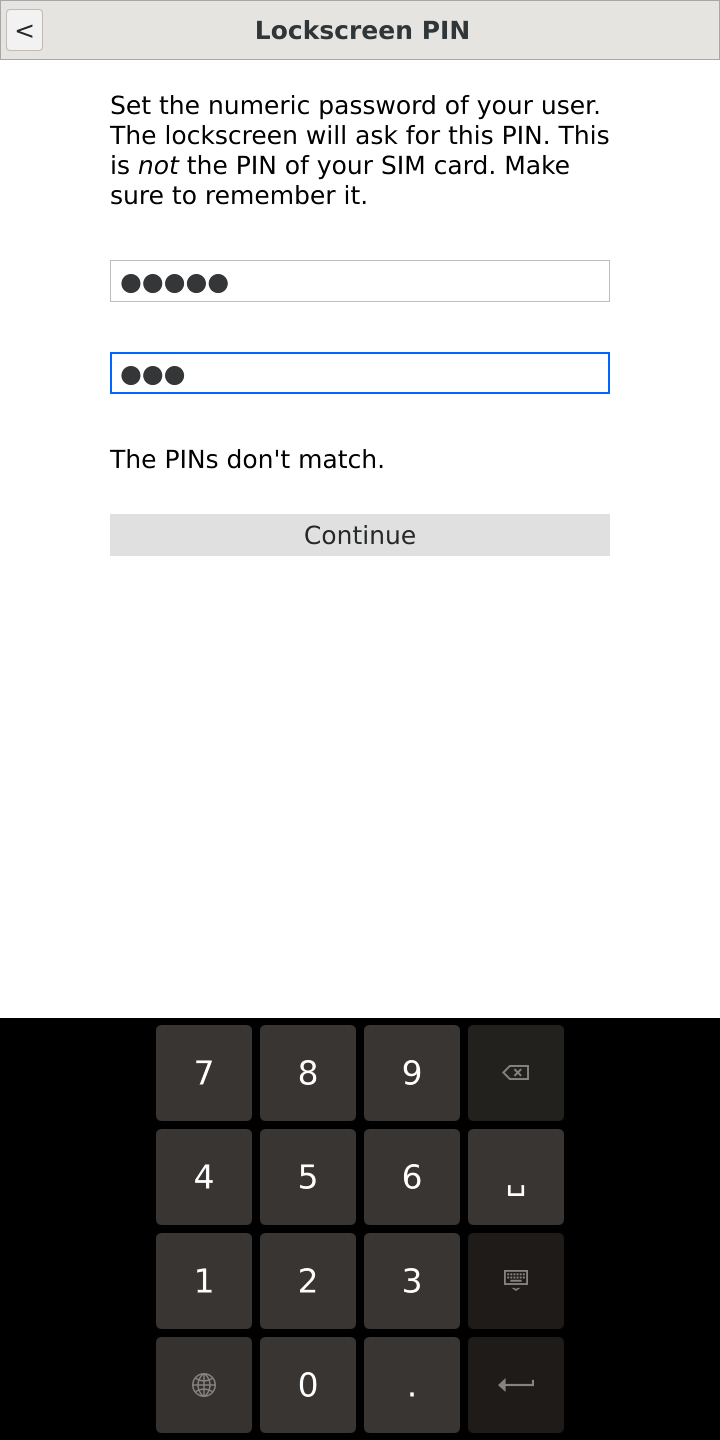 < Lockscreen PIN
Set the numeric password of your user.
The lockscreen will ask for this PIN. This
is not the PIN of your SIM card. Make
sure to remember it.
●●●●●
●●●
The PINs don't match.
Continue
7 8 9
4 5 6 ␣
1 2 3
0 .